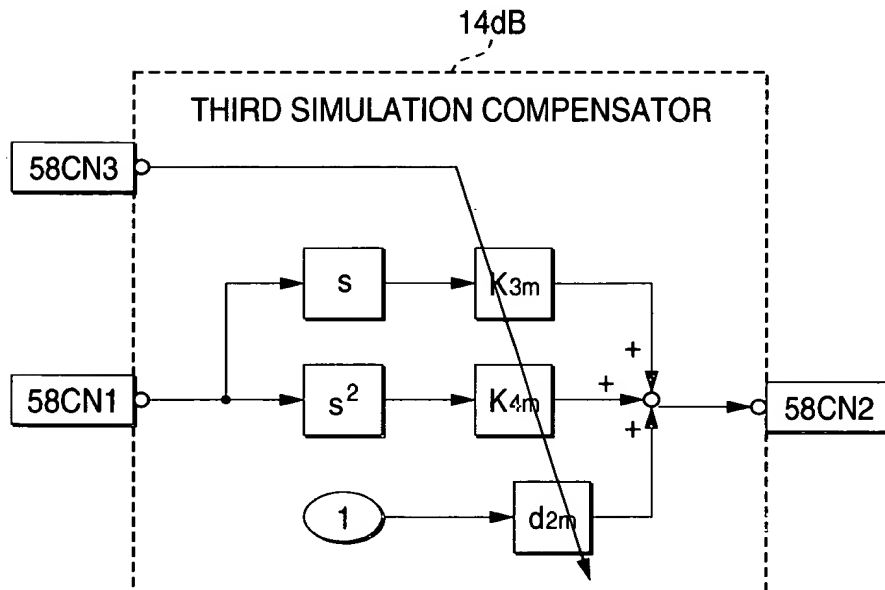 14dB
THIRD SIMULATION COMPENSATOR
58CN3
s
K3m
+
58CN1
s²
K4m
+
58CN2
+
1
d2m